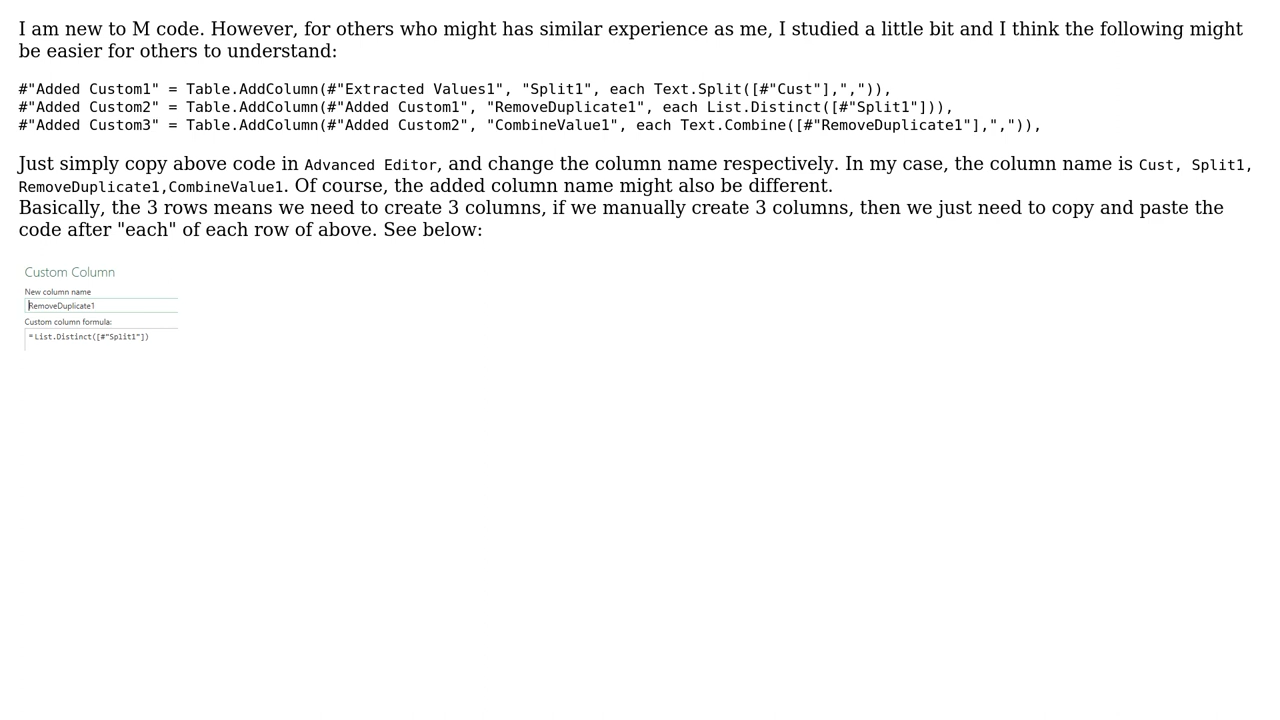 I am new to M code. However, for others who might has similar experience as me, I studied a little bit and I think the following might
be easier for others to understand:
#"Added Custom1" = Table.AddColumn(#"Extracted Values1", "Split1", each Text.Split([#"Cust"],",")),
#"Added Custom2" = Table.AddColumn(#"Added Custom1", "RemoveDuplicate1", each List.Distinct([#"Split1"])),
#"Added Custom3" = Table.AddColumn(#"Added Custom2", "CombineValue1", each Text.Combine([#"RemoveDuplicate1"],",")),
Just simply copy above code in Advanced Editor, and change the column name respectively. In my case, the column name is Cust, Split1,
RemoveDuplicate1,CombineValue1. Of course, the added column name might also be different.
Basically, the 3 rows means we need to create 3 columns, if we manually create 3 columns, then we just need to copy and paste the
code after "each" of each row of above. See below:
Custom Column
New column name
RemoveDuplicate1
Custom column formula:
= List.Distinct([#"Split1"])